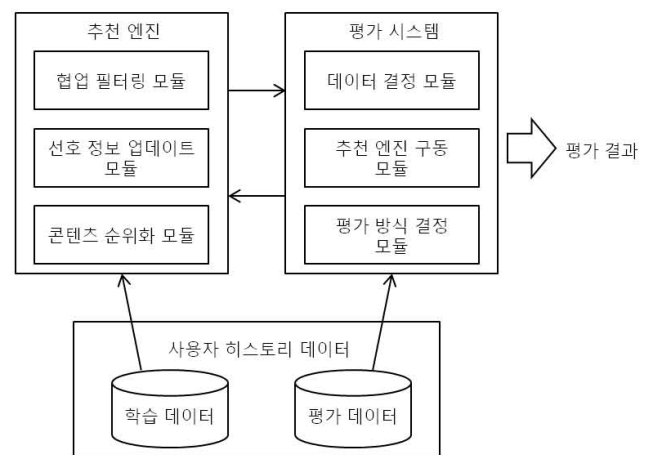 추천 엔진
협업 필터링 모듈
선호 정보 업데이트
모듈
콘텐츠 순위화 모듈
평가 시스템
데이터 결정 모듈
추천 엔진 구동
모듈
평가 방식 결정
모듈
평가 결과
사용자 히스토리 데이터
학습 데이터
평가 데이터